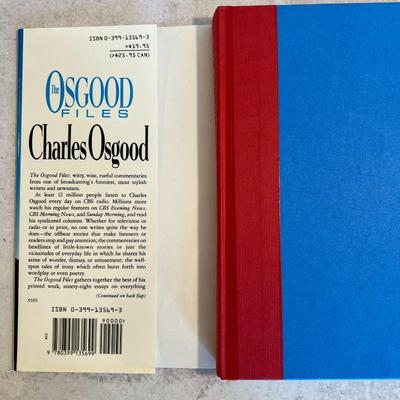 ISBN 0-399-13569-3
>$19.95
(>$25.95 CAN)
The
OSGOOD
FILES
Charles Osgood
The Osgood Files: witty, wise, rueful commentaries
from one of broadcasting's funniest, most stylish
writers and newsmen.
At least 12 million people listen to Charles
Osgood every day on CBS radio. Millions more
watch his regular features on CBS Evening News,
CBS Morning News, and Sunday Morning, and read
his syndicated columns. Whether for television or
radio or in print, no one writes quite the way he
does—the offbeat stories that make listeners or
readers stop and pay attention; the commentaries on
headlines of little-known stories or just the
vicissitudes of everyday life in which he shares his
sense of wonder, dismay, or amusement; the well-
spun tales of irony which often burst forth into
wordplay or even poetry.
The Osgood Files gathers together the best of his
printed work, ninety-eight essays on everything
(Continued on back flap)
9105
ISBN 0-399-13569-3
90000>
9 780399 135699